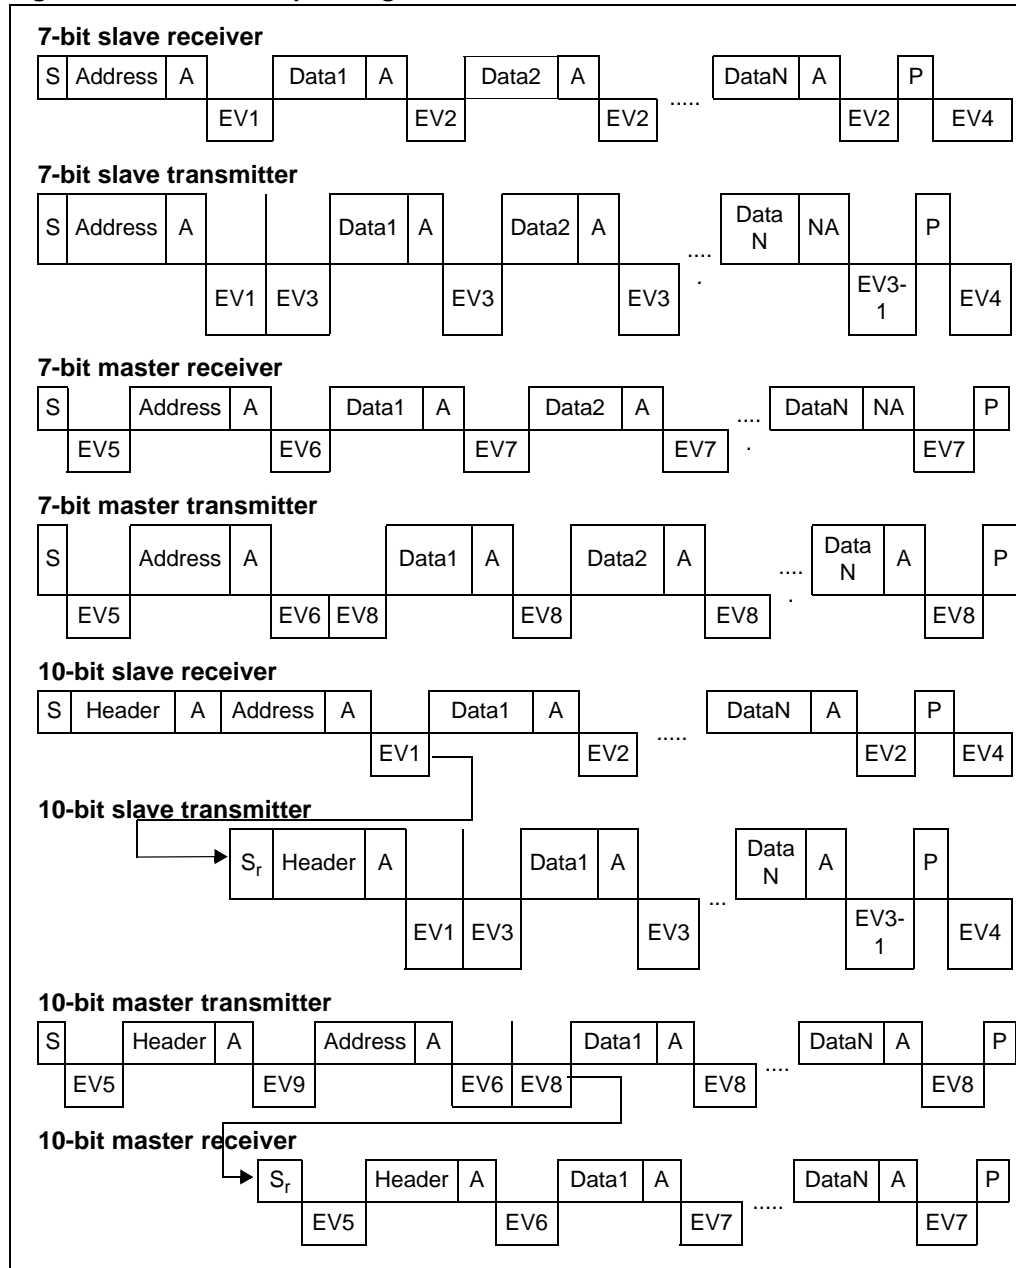 7-bit slave receiver
S Address A Data1 A Data2 A ..... DataN A P
EV1 EV2 EV2 EV2 EV4
7-bit slave transmitter
S Address A Data1 A Data2 A ..... Data N NA P
EV1 EV3 EV3 EV3 EV3-1 EV4
7-bit master receiver
S Address A Data1 A Data2 A ..... DataN NA P
EV5 EV6 EV7 EV7 EV7
7-bit master transmitter
S Address A Data1 A Data2 A ..... Data N A P
EV5 EV6 EV8 EV8 EV8 EV8
10-bit slave receiver
S Header A Address A Data1 A ..... DataN A P
EV1 EV2 EV2 EV4
10-bit slave transmitter
Sr Header A Data1 A ... Data N A P
EV1 EV3 EV3 EV3-1 EV4
10-bit master transmitter
S Header A Address A Data1 A .... DataN A P
EV5 EV9 EV6 EV8 EV8 EV8
10-bit master receiver
Sr Header A Data1 A ..... DataN A P
EV5 EV6 EV7 EV7